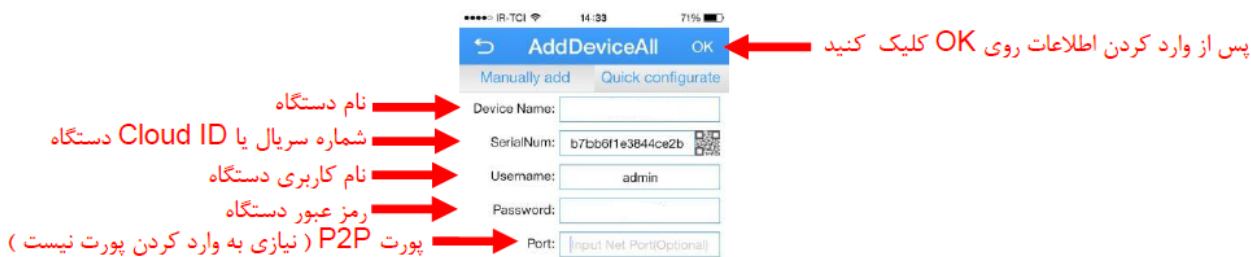 IR-TCI 14:33 71%
AddDeviceAll OK
پس از وارد کردن اطلاعات روی OK کلیک کنید
Manually add Quick configurate
نام دستگاه
Device Name:
شماره سریال یا Cloud ID دستگاه
SerialNum: b7bb6f1e3844ce2b
نام کاربری دستگاه
Username: admin
رمز عبور دستگاه
Password:
پورت P2P ( نیازی به وارد کردن پورت نیست )
Port: Input Net Port(Optional)